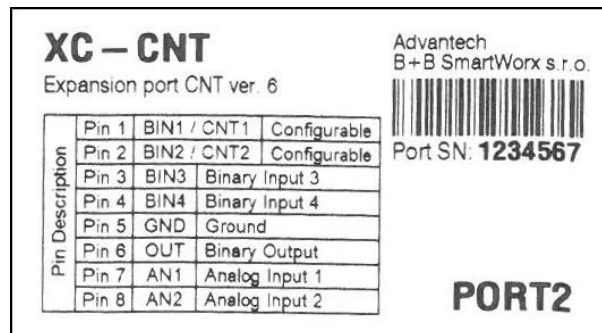 XC – CNT
Expansion port CNT ver. 6
Advantech
B+B SmartWorx s.r.o.
Port SN: 1234567
Pin Description
Pin 1 BIN1 / CNT1 Configurable
Pin 2 BIN2 / CNT2 Configurable
Pin 3 BIN3 Binary Input 3
Pin 4 BIN4 Binary Input 4
Pin 5 GND Ground
Pin 6 OUT Binary Output
Pin 7 AN1 Analog Input 1
Pin 8 AN2 Analog Input 2
PORT2